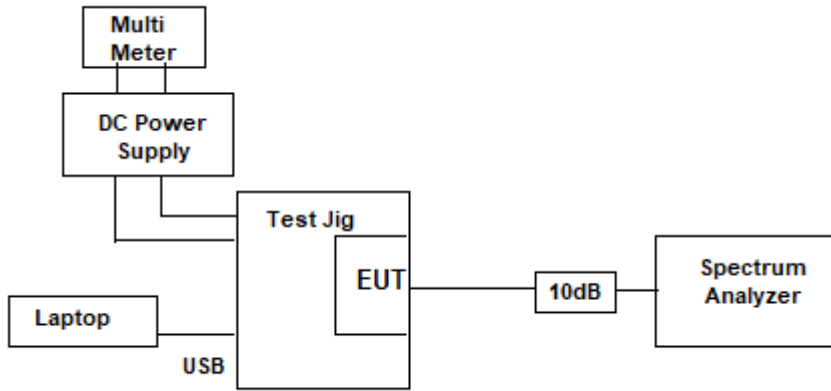 Multi
Meter
DC Power
Supply
Test Jig
EUT
10dB
Spectrum
Analyzer
Laptop
USB